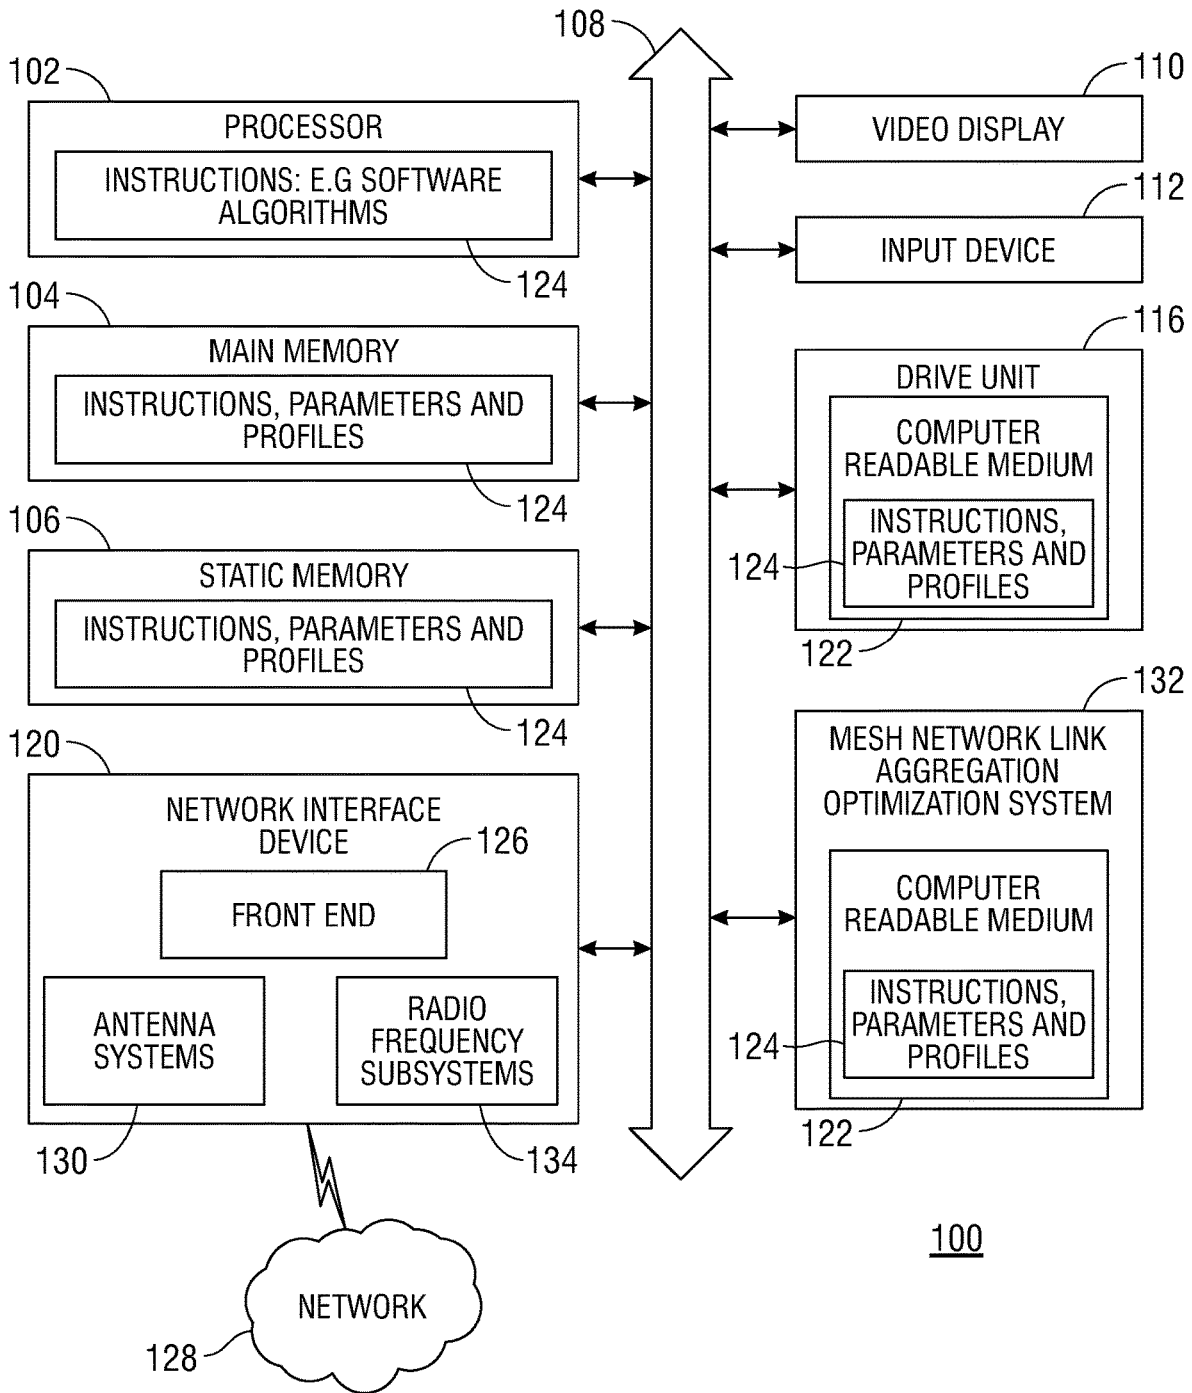 108
102
PROCESSOR
INSTRUCTIONS: E.G SOFTWARE
ALGORITHMS
124
104
MAIN MEMORY
INSTRUCTIONS, PARAMETERS AND
PROFILES
124
106
STATIC MEMORY
INSTRUCTIONS, PARAMETERS AND
PROFILES
124
120
NETWORK INTERFACE
DEVICE
126
FRONT END
ANTENNA
SYSTEMS
RADIO
FREQUENCY
SUBSYSTEMS
130
134
NETWORK
128
110
VIDEO DISPLAY
112
INPUT DEVICE
116
DRIVE UNIT
COMPUTER
READABLE MEDIUM
INSTRUCTIONS,
PARAMETERS AND
PROFILES
124
122
132
MESH NETWORK LINK
AGGREGATION
OPTIMIZATION SYSTEM
COMPUTER
READABLE MEDIUM
INSTRUCTIONS,
PARAMETERS AND
PROFILES
124
122
100